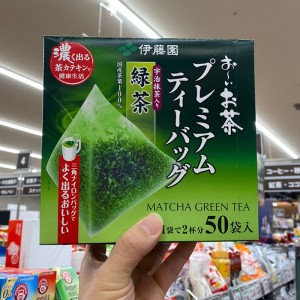 濃く出る
茶カテキンで
健康生活
伊藤園
お〜いお茶
プレミアム
ティーバッグ
宇治抹茶入り
緑茶
国産茶葉100%
三角ナイロンバッグで
よく出るおいしい
MATCHA GREEN TEA
1袋で2杯分 50袋入
4